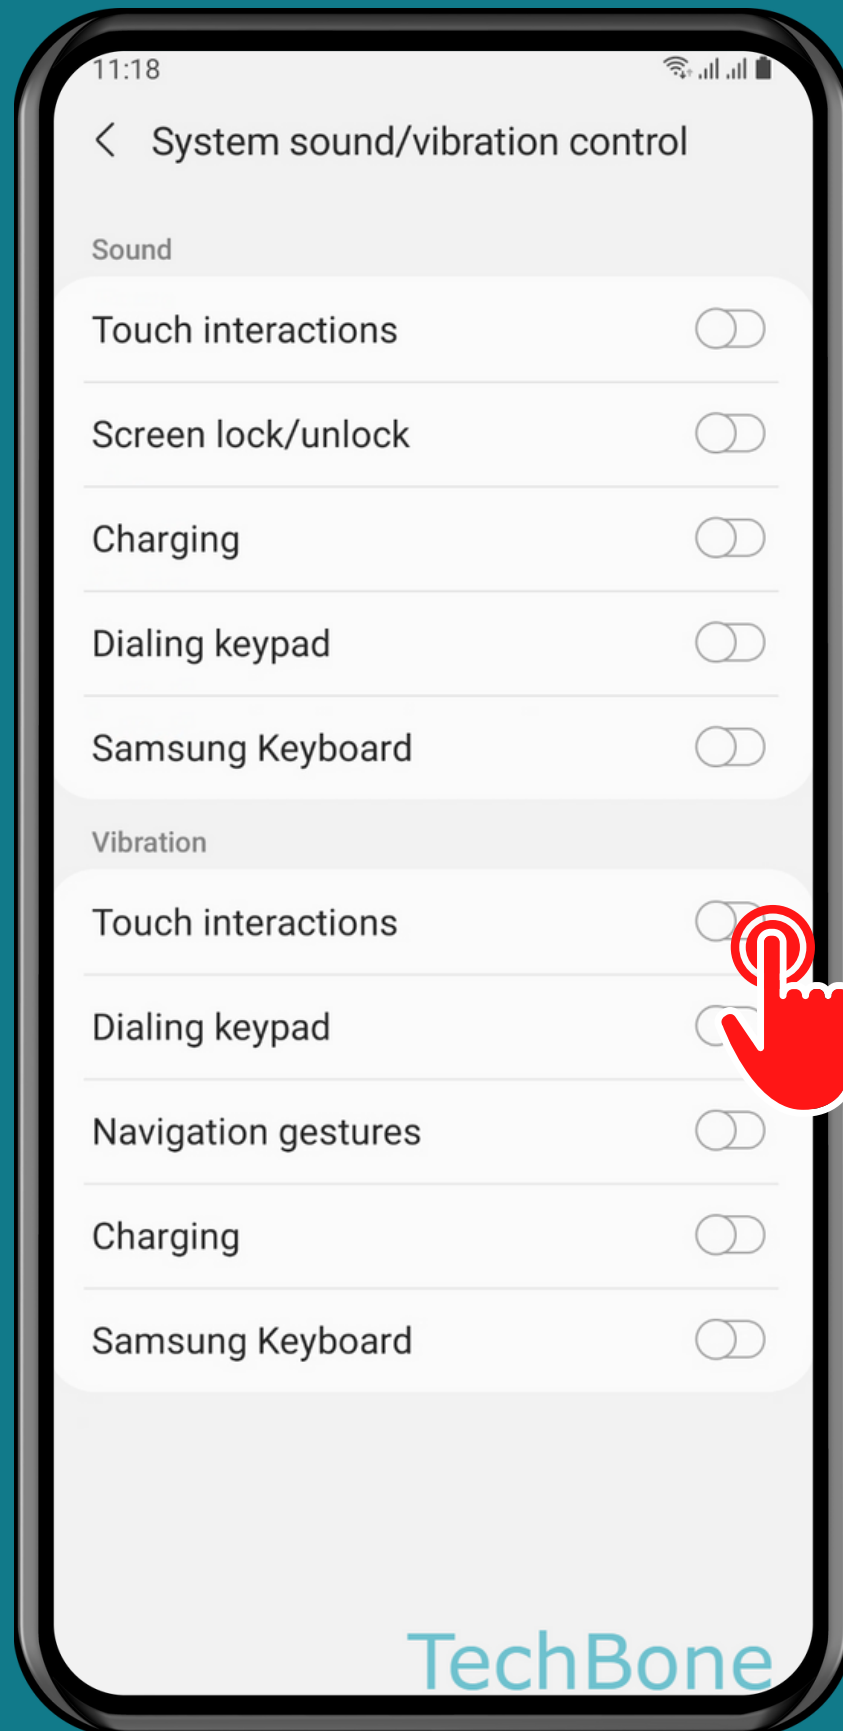 11:18
System sound/vibration control
Sound
Touch interactions
Screen lock/unlock
Charging
Dialing keypad
Samsung Keyboard
Vibration
Touch interactions
Dialing keypad
Navigation gestures
Charging
Samsung Keyboard
TechBone